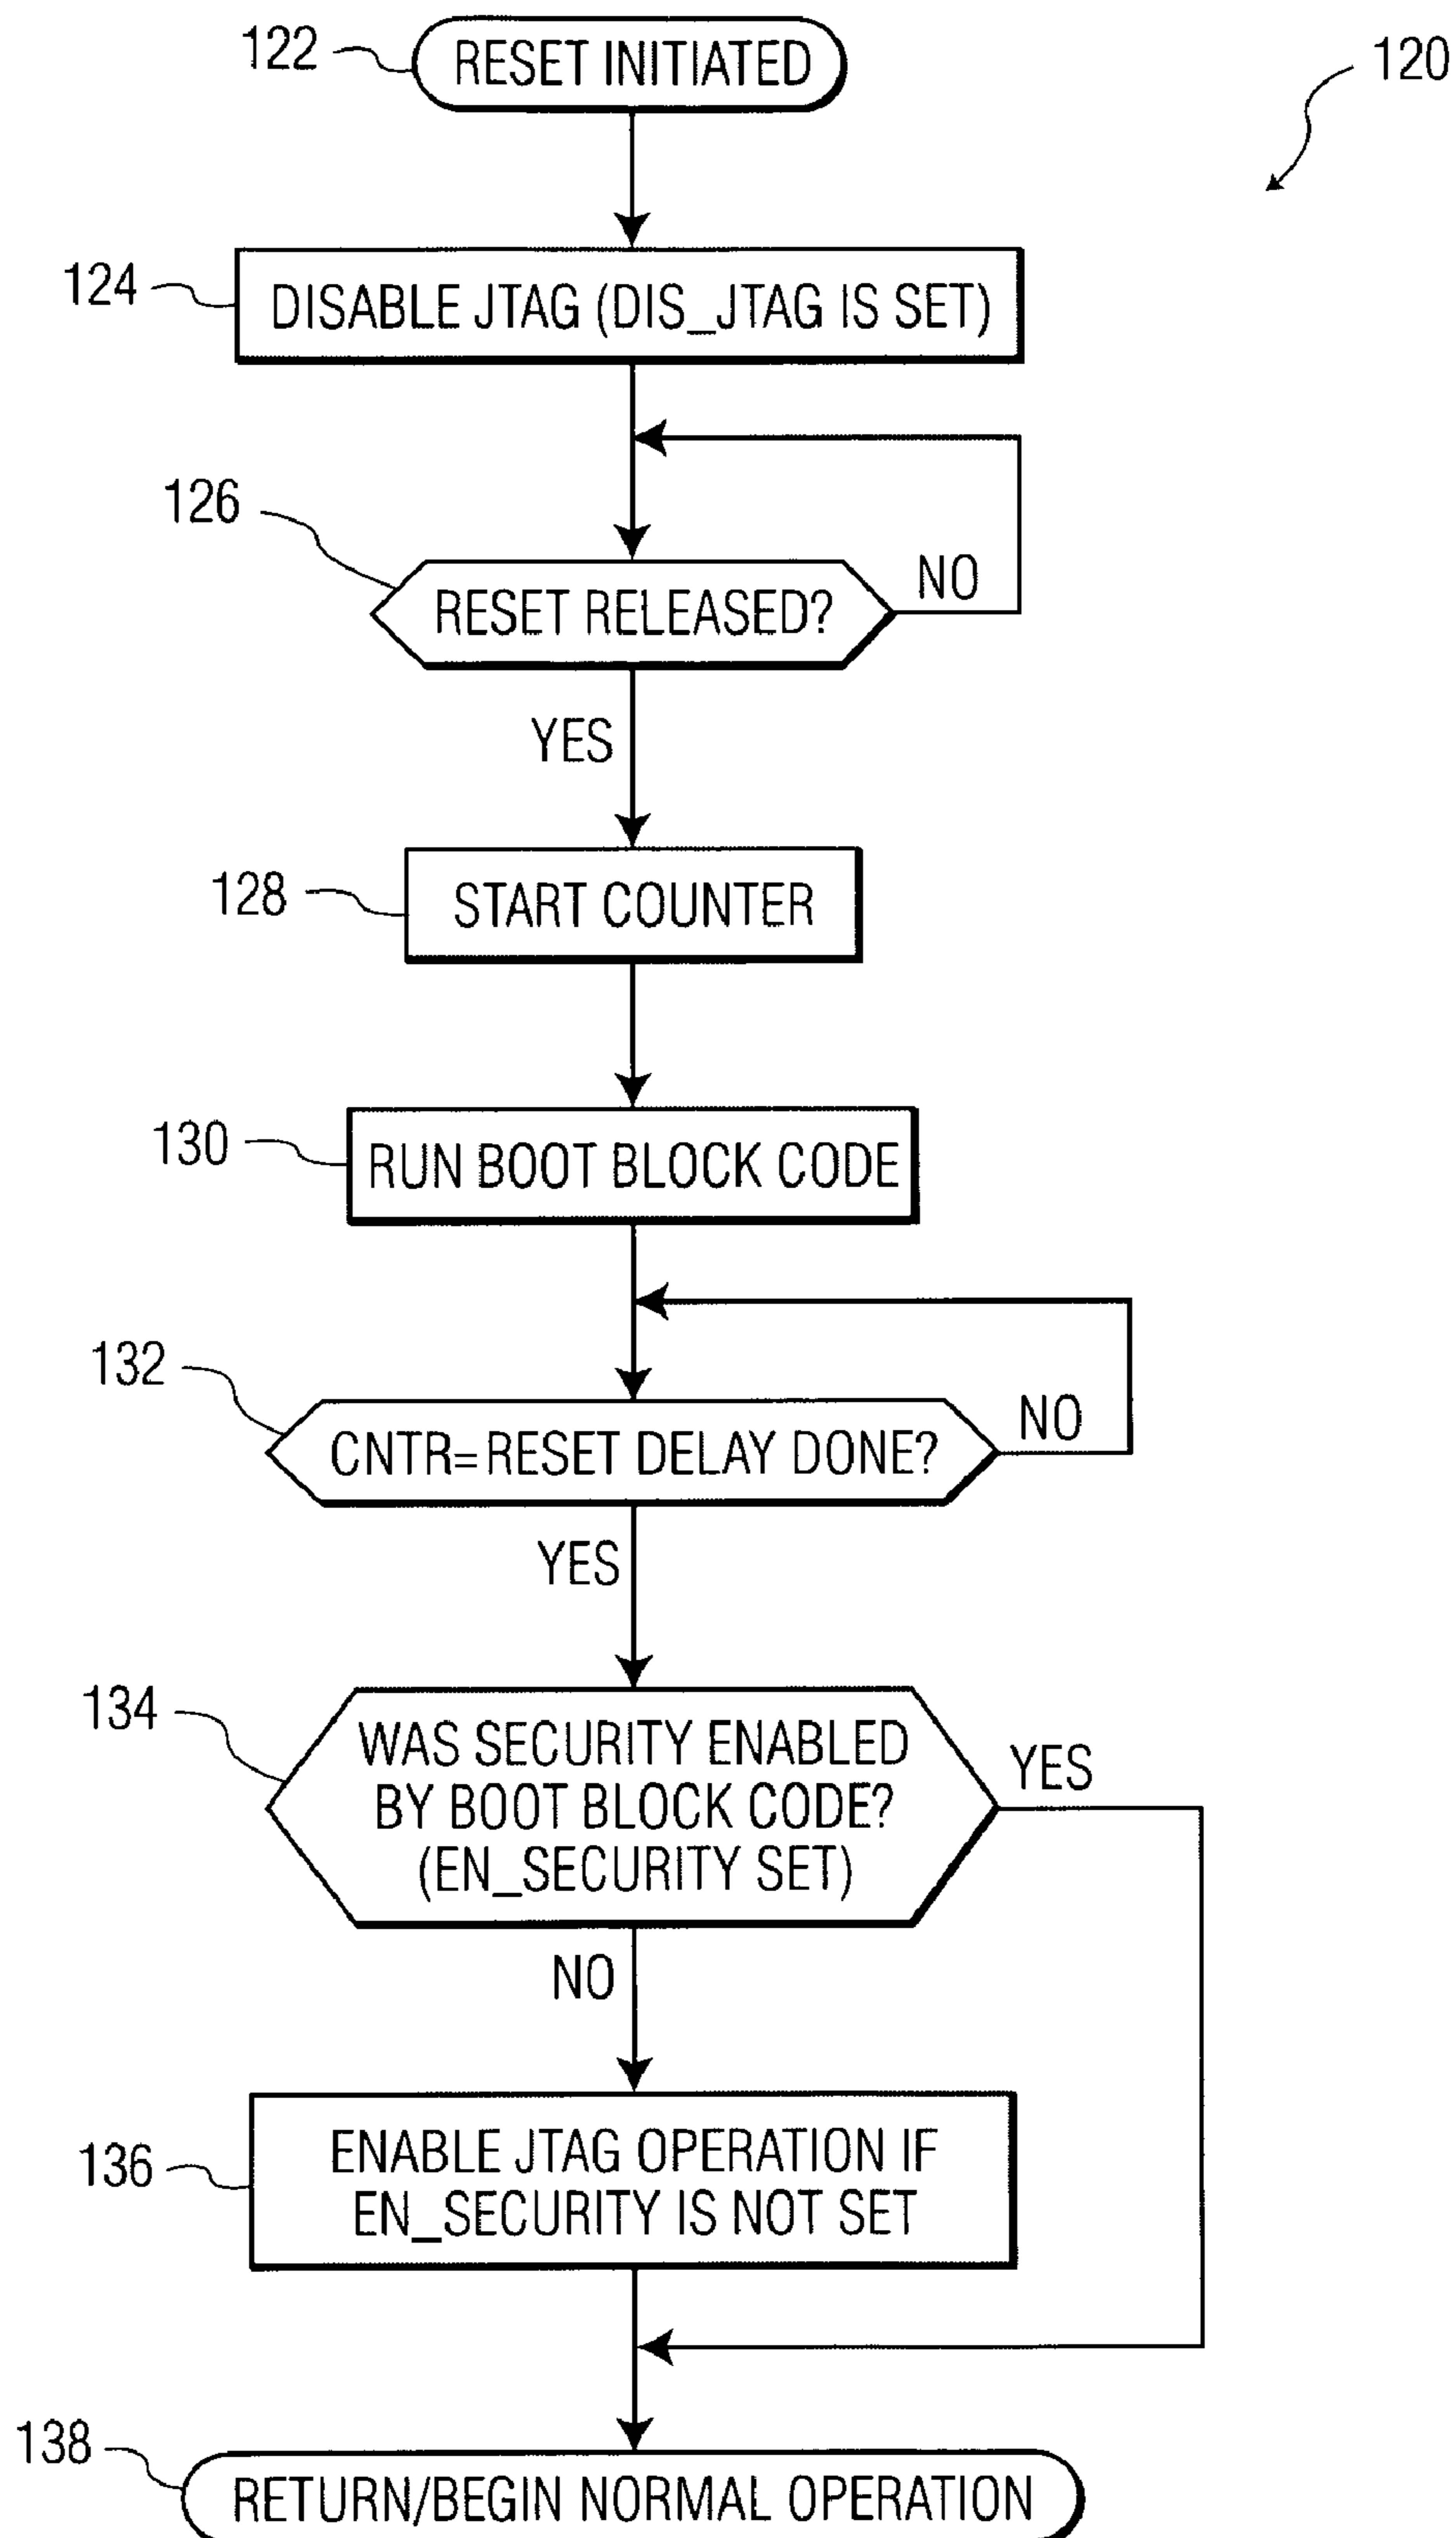 122
RESET INITIATED
120
124
DISABLE JTAG (DIS_JTAG IS SET)
126
RESET RELEASED?
NO
YES
128
START COUNTER
130
RUN BOOT BLOCK CODE
132
CNTR=RESET DELAY DONE?
NO
YES
134
WAS SECURITY ENABLED
BY BOOT BLOCK CODE?
(EN_SECURITY SET)
YES
NO
136
ENABLE JTAG OPERATION IF
EN_SECURITY IS NOT SET
138
RETURN/BEGIN NORMAL OPERATION